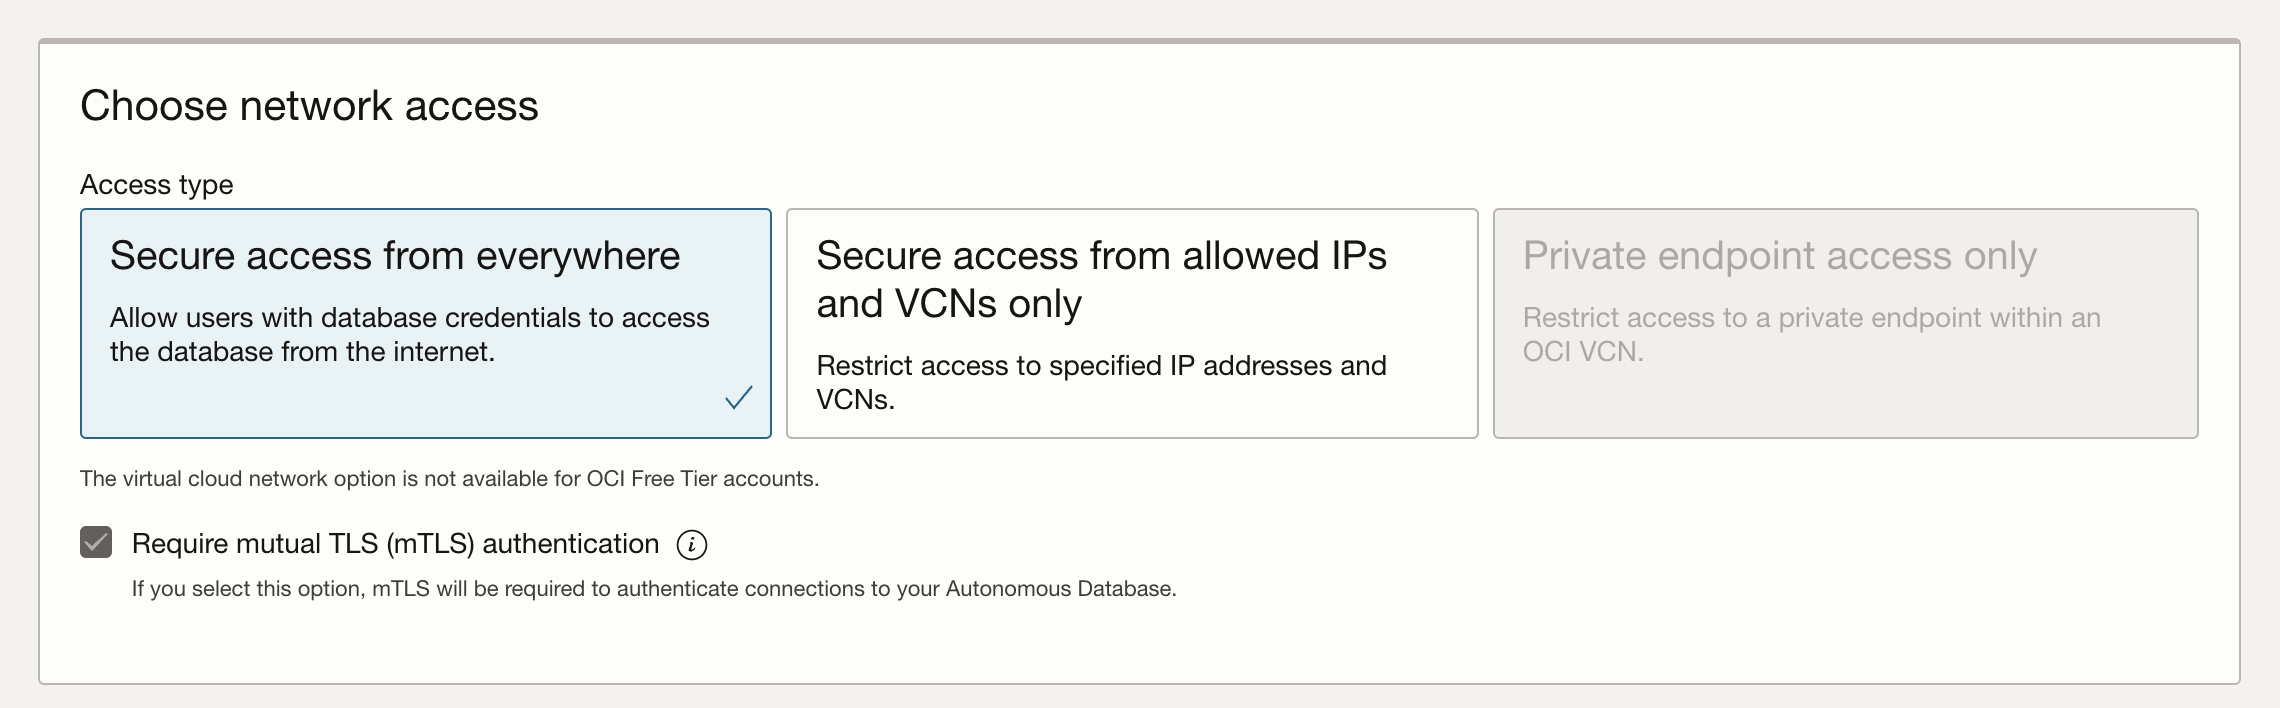 Choose network access
Access type
Secure access from everywhere
Allow users with database credentials to access
the database from the internet.
Secure access from allowed IPs
and VCNs only
Restrict access to specified IP addresses and
VCNs.
Private endpoint access only
Restrict access to a private endpoint within an
OCI VCN.
The virtual cloud network option is not available for OCI Free Tier accounts.
Require mutual TLS (mTLS) authentication i
If you select this option, mTLS will be required to authenticate connections to your Autonomous Database.